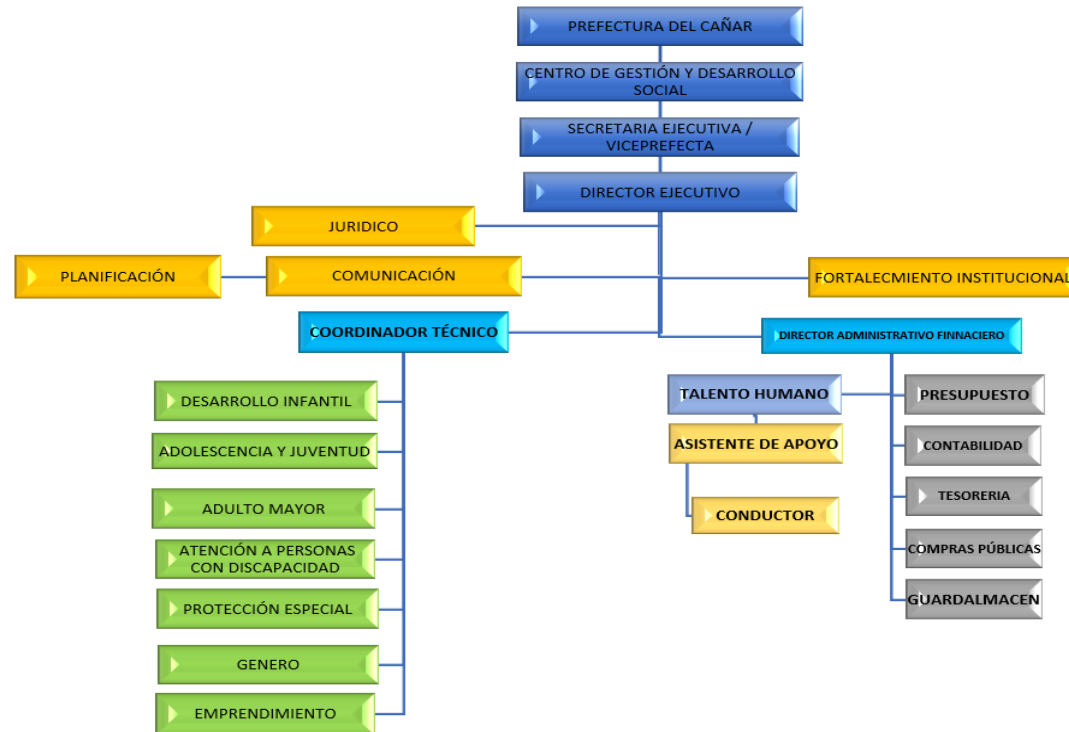 PREFECTURA DEL CAÑAR
CENTRO DE GESTIÓN Y DESARROLLO
SOCIAL
SECRETARIA EJECUTIVA /
VICEPREFECTA
DIRECTOR EJECUTIVO
JURIDICO
PLANIFICACIÓN
COMUNICACIÓN
FORTALECMIENTO INSTITUCIONAL
COORDINADOR TÉCNICO
DIRECTOR ADMINISTRATIVO FINNACIERO
DESARROLLO INFANTIL
ADOLESCENCIA Y JUVENTUD
ADULTO MAYOR
ATENCIÓN A PERSONAS
CON DISCAPACIDAD
PROTECCIÓN ESPECIAL
GENERO
EMPRENDIMIENTO
TALENTO HUMANO
ASISTENTE DE APOYO
CONDUCTOR
PRESUPUESTO
CONTABILIDAD
TESORERIA
COMPRAS PÚBLICAS
GUARDALMACEN